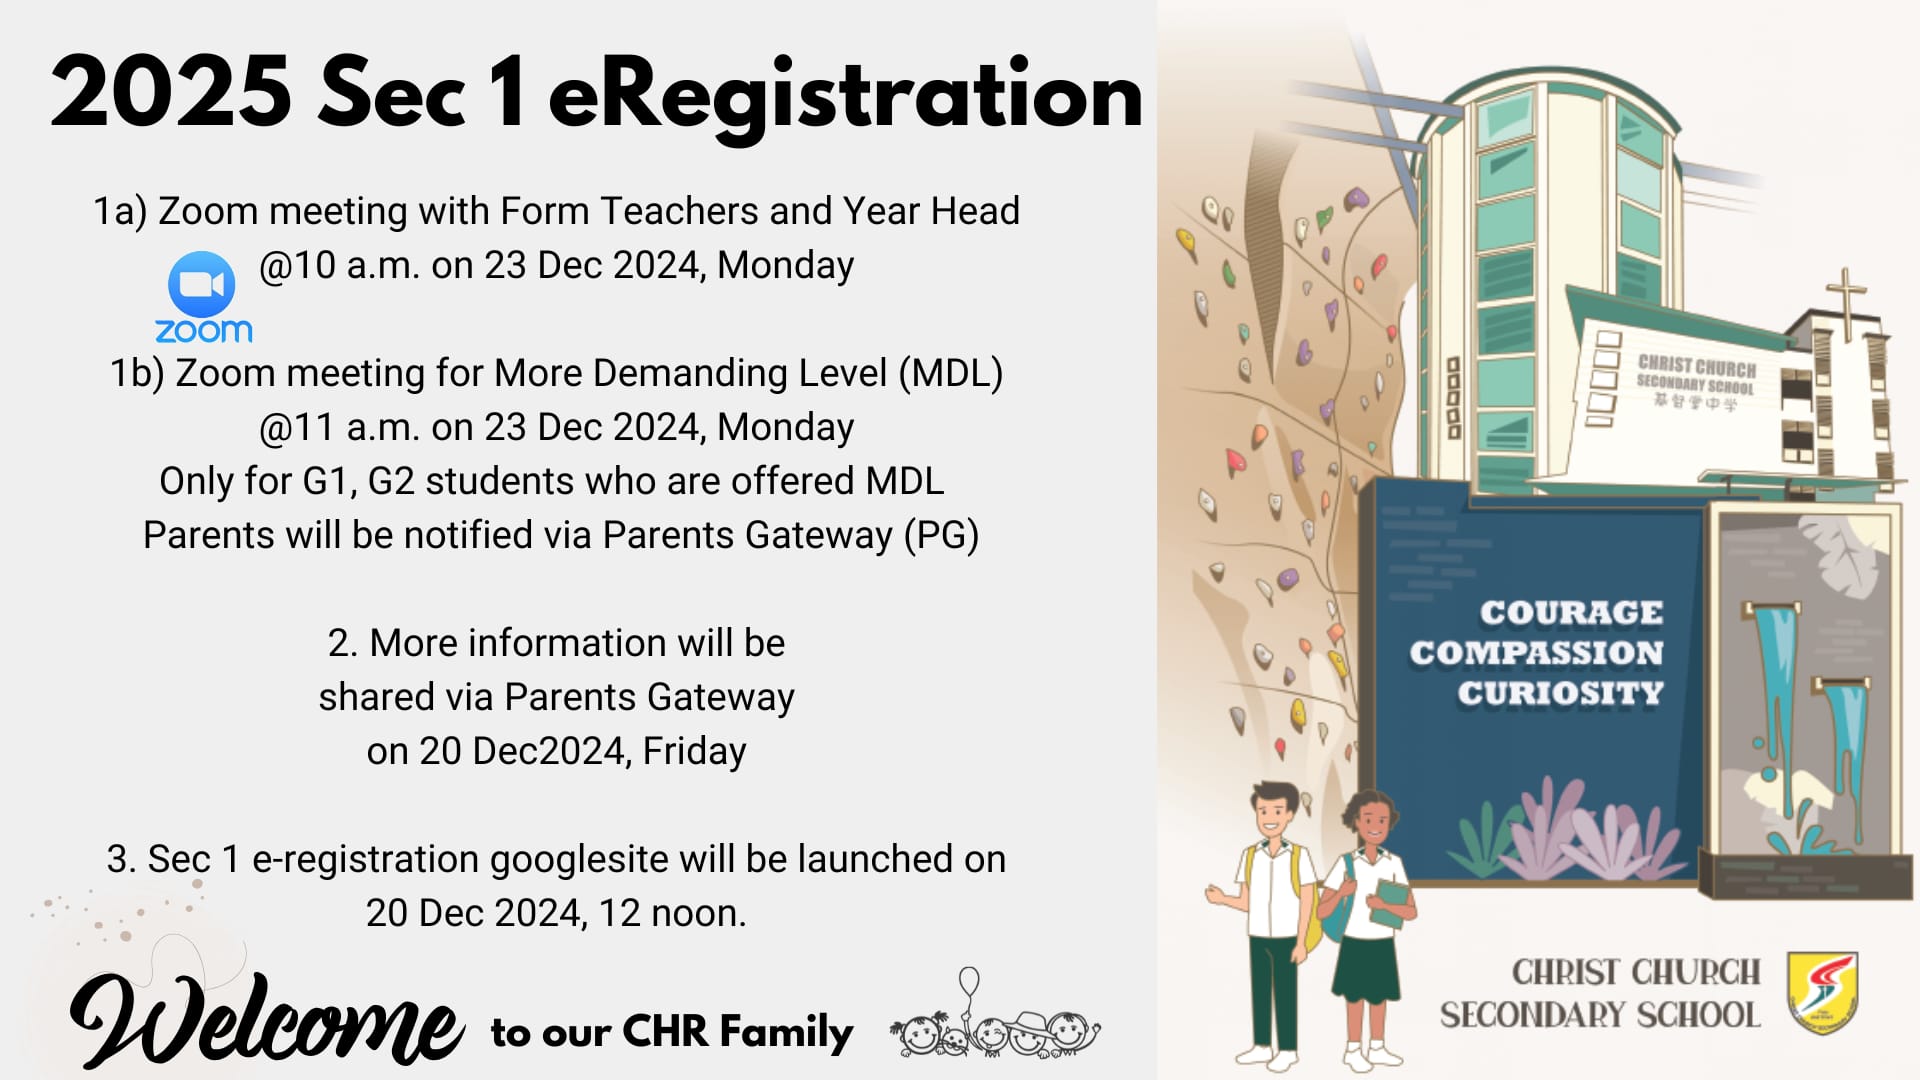 2025 Sec 1 eRegistration
1a) Zoom meeting with Form Teachers and Year Head
@10 a.m. on 23 Dec 2024, Monday
zoom
1b) Zoom meeting for More Demanding Level (MDL)
@11 a.m. on 23 Dec 2024, Monday
Only for G1, G2 students who are offered MDL
Parents will be notified via Parents Gateway (PG)
2. More information will be
shared via Parents Gateway
on 20 Dec2024, Friday
3. Sec 1 e-registration googlesite will be launched on
20 Dec 2024, 12 noon.
Welcome to our CHR Family
CHRIST CHURCH
SECONDARY SCHOOL
基督堂中学
COURAGE
COMPASSION
CURIOSITY
CHRIST CHURCH
SECONDARY SCHOOL